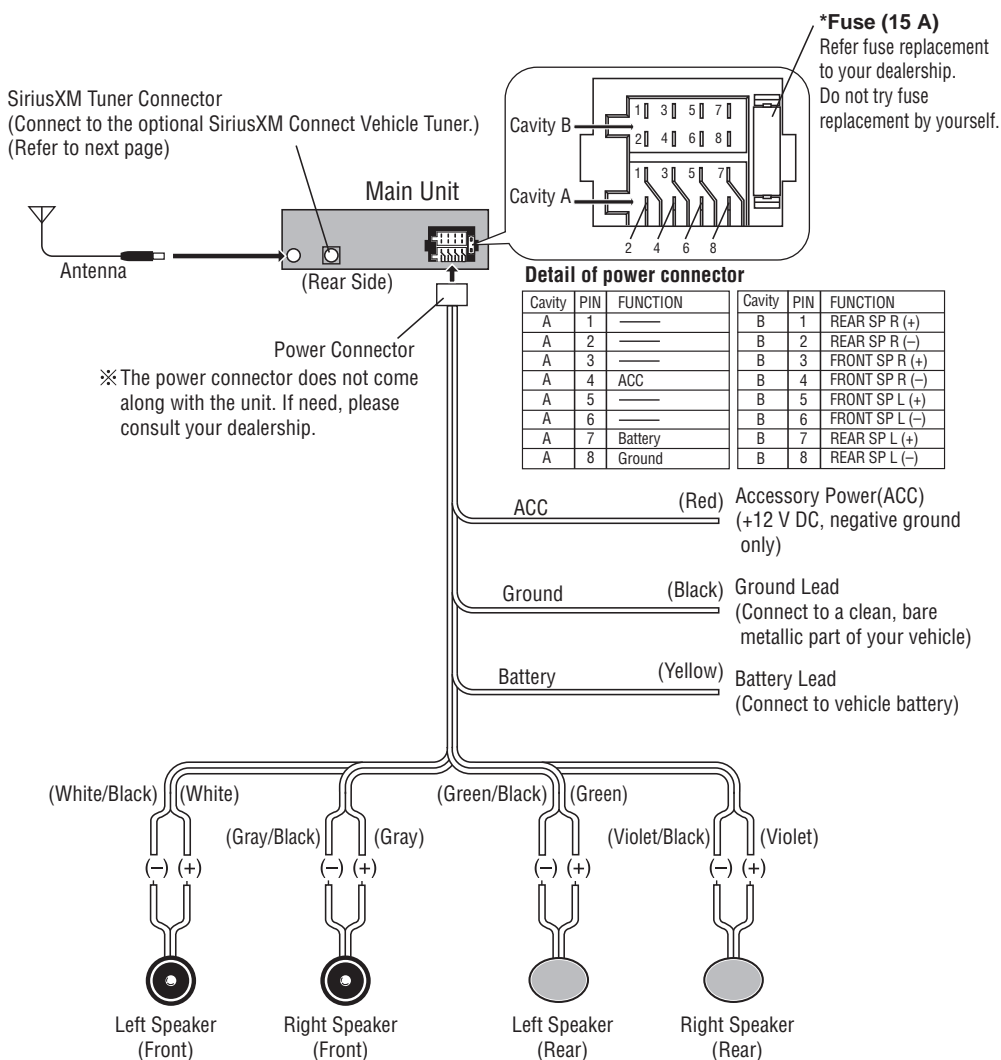 *Fuse (15 A)
Refer fuse replacement
to your dealership.
Do not try fuse
replacement by yourself.
SiriusXM Tuner Connector
(Connect to the optional SiriusXM Connect Vehicle Tuner.)
(Refer to next page)
Cavity B
1 3 5 7
2 4 6 8
Cavity A
1 3 5 7
2 4 6 8
Main Unit
Antenna
(Rear Side)
Power Connector
※ The power connector does not come
along with the unit. If need, please
consult your dealership.
Detail of power connector
Cavity PIN FUNCTION Cavity PIN FUNCTION
A 1 —— B 1 REAR SP R (+)
A 2 —— B 2 REAR SP R (–)
A 3 —— B 3 FRONT SP R (+)
A 4 ACC B 4 FRONT SP R (–)
A 5 —— B 5 FRONT SP L (+)
A 6 —— B 6 FRONT SP L (–)
A 7 Battery B 7 REAR SP L (+)
A 8 Ground B 8 REAR SP L (–)
ACC (Red) Accessory Power(ACC)
(+12 V DC, negative ground
only)
Ground (Black) Ground Lead
(Connect to a clean, bare
metallic part of your vehicle)
Battery (Yellow) Battery Lead
(Connect to vehicle battery)
(White/Black) (White) (Green/Black) (Green)
(Gray/Black) (Gray) (Violet/Black) (Violet)
(–) (+) (–) (+) (–) (+) (–) (+)
Left Speaker Right Speaker Left Speaker Right Speaker
(Front) (Front) (Rear) (Rear)